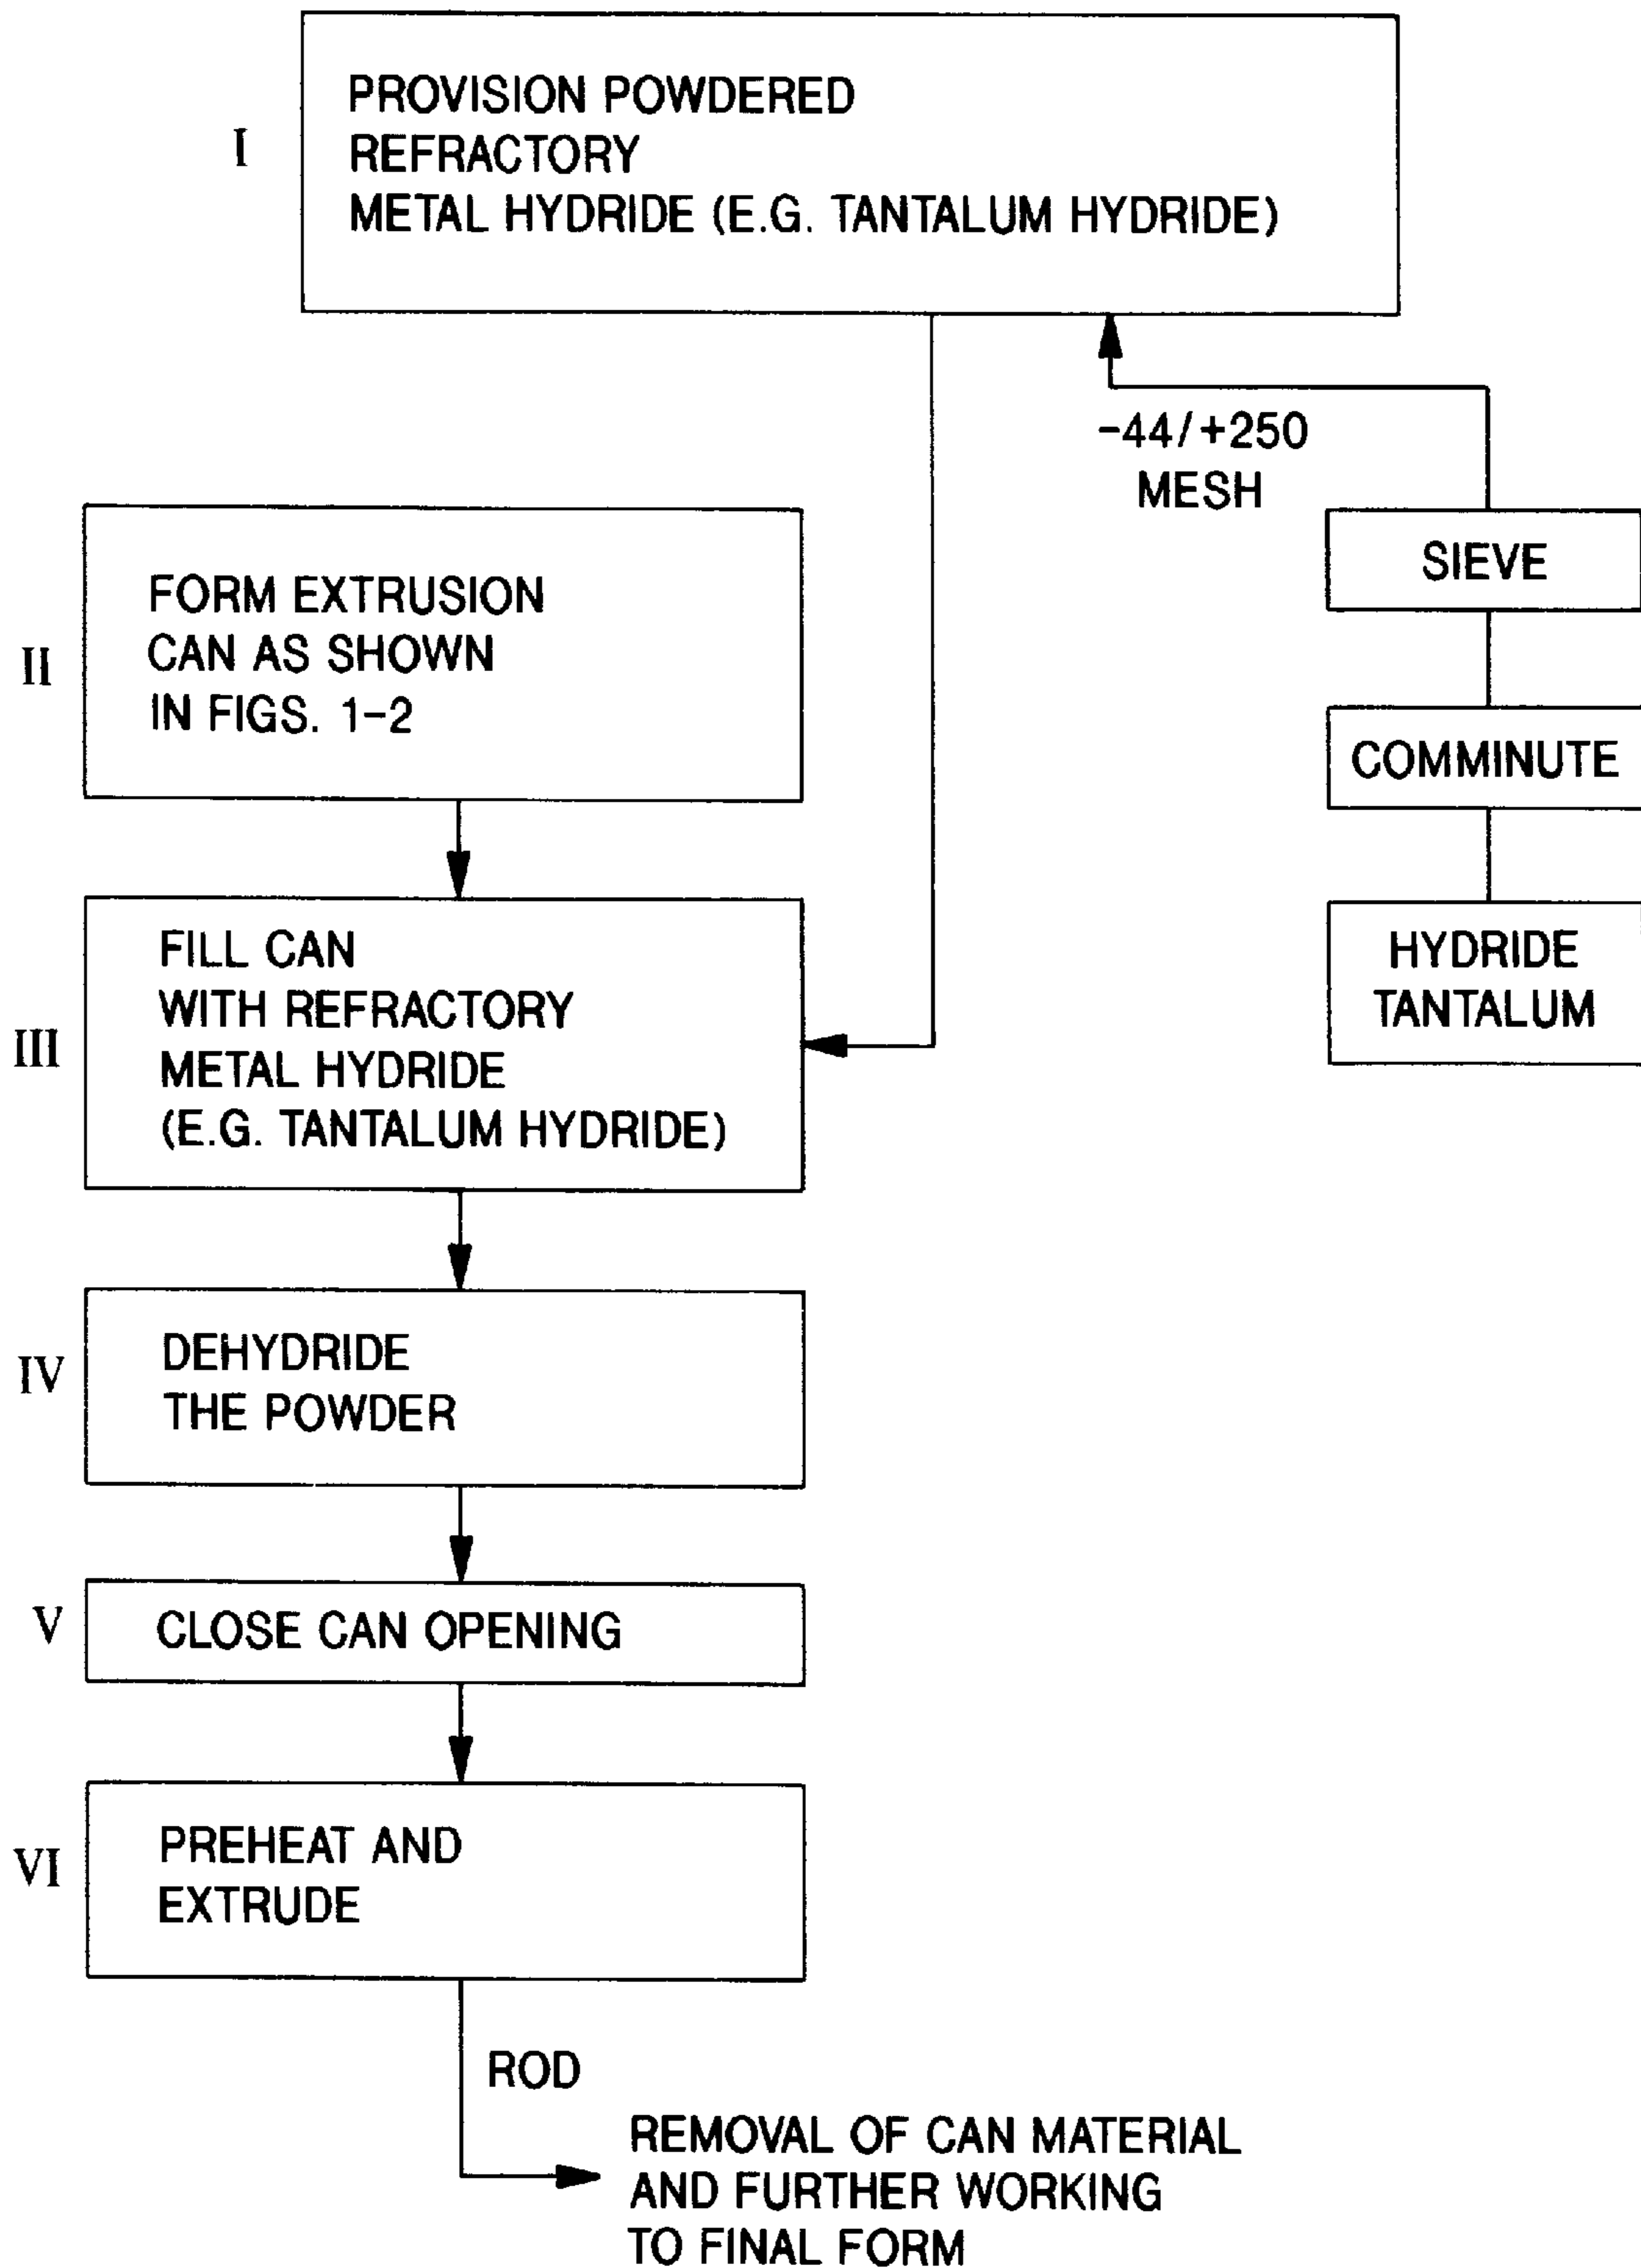 I
PROVISION POWDERED
REFRACTORY
METAL HYDRIDE (E.G. TANTALUM HYDRIDE)
-44/+250
MESH
SIEVE
COMMINUTE
HYDRIDE
TANTALUM
II
FORM EXTRUSION
CAN AS SHOWN
IN FIGS. 1-2
III
FILL CAN
WITH REFRACTORY
METAL HYDRIDE
(E.G. TANTALUM HYDRIDE)
IV
DEHYDRIDE
THE POWDER
V
CLOSE CAN OPENING
VI
PREHEAT AND
EXTRUDE
ROD
REMOVAL OF CAN MATERIAL
AND FURTHER WORKING
TO FINAL FORM